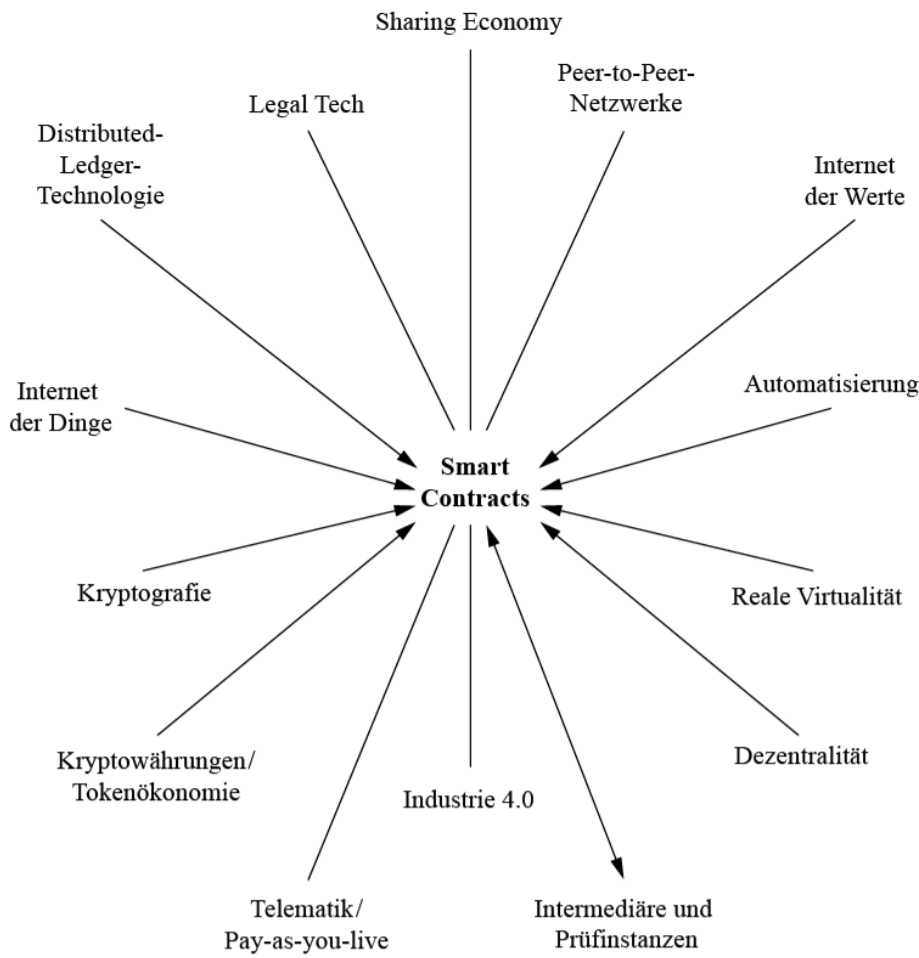 Sharing Economy
Peer-to-Peer-
Netzwerke
Legal Tech
Distributed-
Ledger-
Technologie
Internet
der Werte
Internet
der Dinge
Automatisierung
Smart
Contracts
Kryptografie
Reale Virtualität
Kryptowährungen/
Tokenökonomie
Dezentralität
Industrie 4.0
Telematik/
Pay-as-you-live
Intermediäre und
Prüfinstanzen